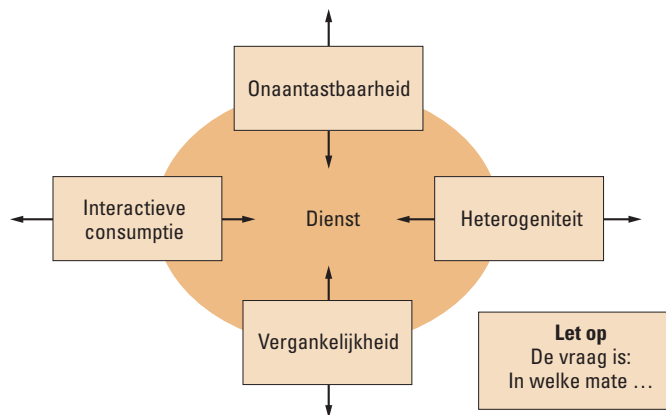 Onaantastbaarheid
Interactieve
consumptie
Dienst
Heterogeniteit
Vergankelijkheid
Let op
De vraag is:
In welke mate …